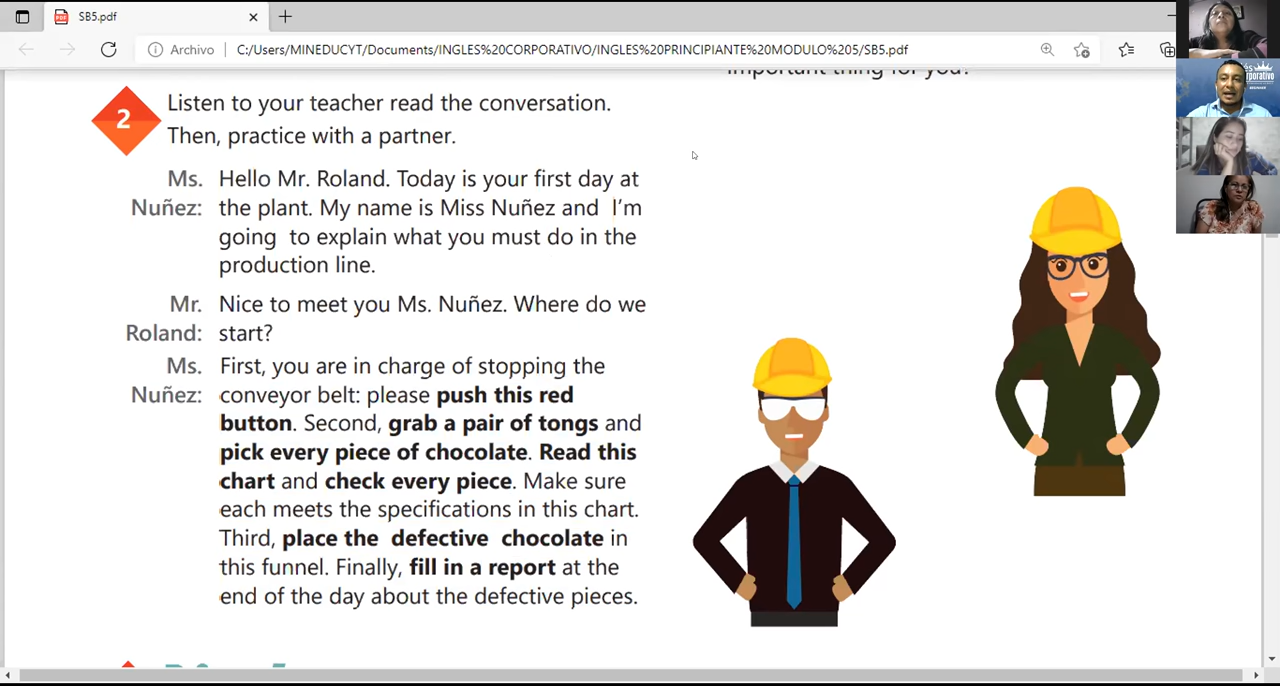 SB5.pdf
Archivo
C:/Users/MINEDUCYT/Documents/INGLES%20CORPORATIVO/INGLES%20PRINCIPIANTE%20MODULO%205/SB5.pdf
important thing for you?
2
Listen to your teacher read the conversation.
Then, practice with a partner.
Ms. Hello Mr. Roland. Today is your first day at
Nuñez: the plant. My name is Miss Nuñez and I'm
going to explain what you must do in the
production line.
Mr. Nice to meet you Ms. Nuñez. Where do we
Roland: start?
Ms. First, you are in charge of stopping the
Nuñez: conveyor belt: please push this red
button. Second, grab a pair of tongs and
pick every piece of chocolate. Read this
chart and check every piece. Make sure
each meets the specifications in this chart.
Third, place the defective chocolate in
this funnel. Finally, fill in a report at the
end of the day about the defective pieces.